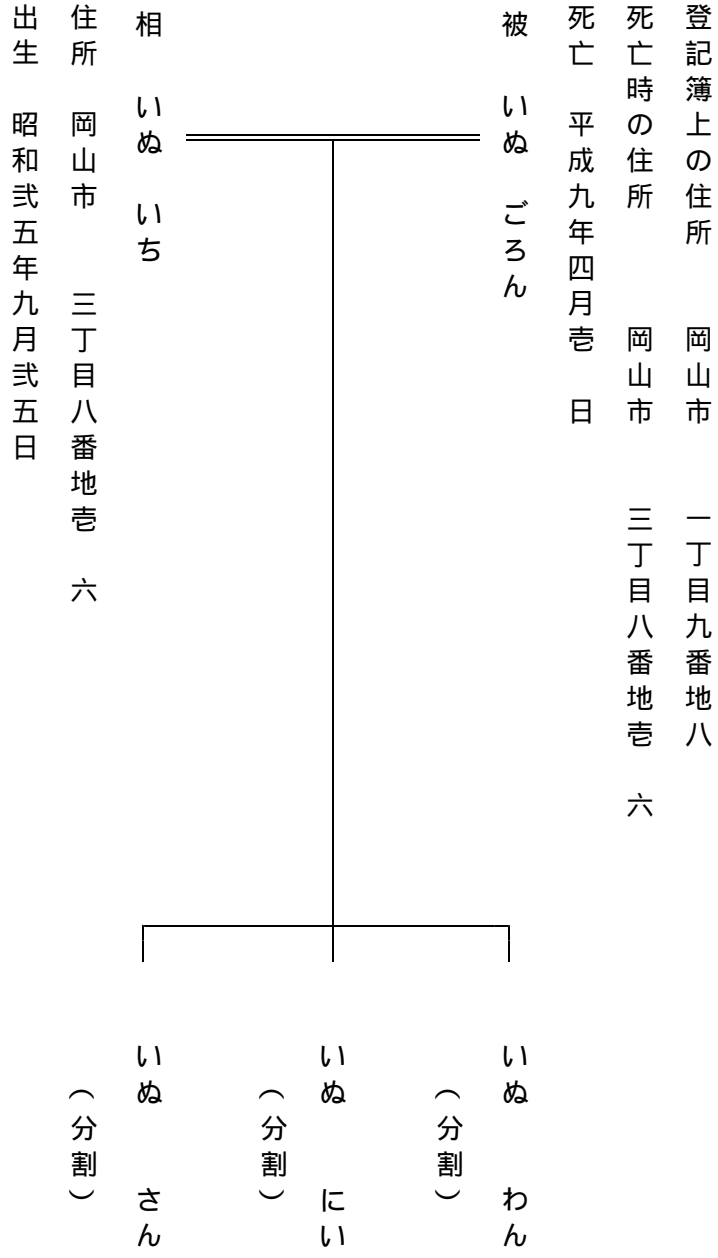 登記簿上の住所　岡山市　一丁目九番地八
死亡時の住所　岡山市　三丁目八番地壱　六
死亡　平成九年四月壱　日
被　いぬ　ごろん
相　いぬ　いち
住所　岡山市　三丁目八番地壱　六
出生　昭和弐五年九月弐五日
いぬ　わん
（分割）
いぬ　にい
（分割）
いぬ　さん
（分割）